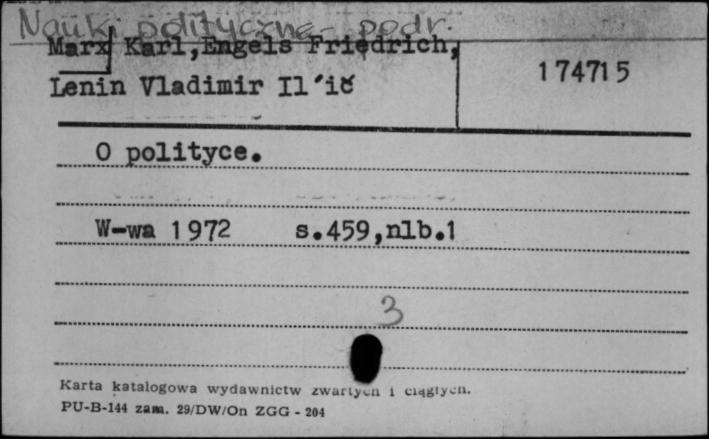 Nauki polityczne - podr.
Marx Karl, Engels Friedrich,
Lenin Vladimir Il´ič
174715
O polityce.
W-wa 1972 s.459,nlb.1
3
Karta katalogowa wydawnictw zwartych i ciągłych.
PU-B-144 zam. 29/DW/On ZGG - 204